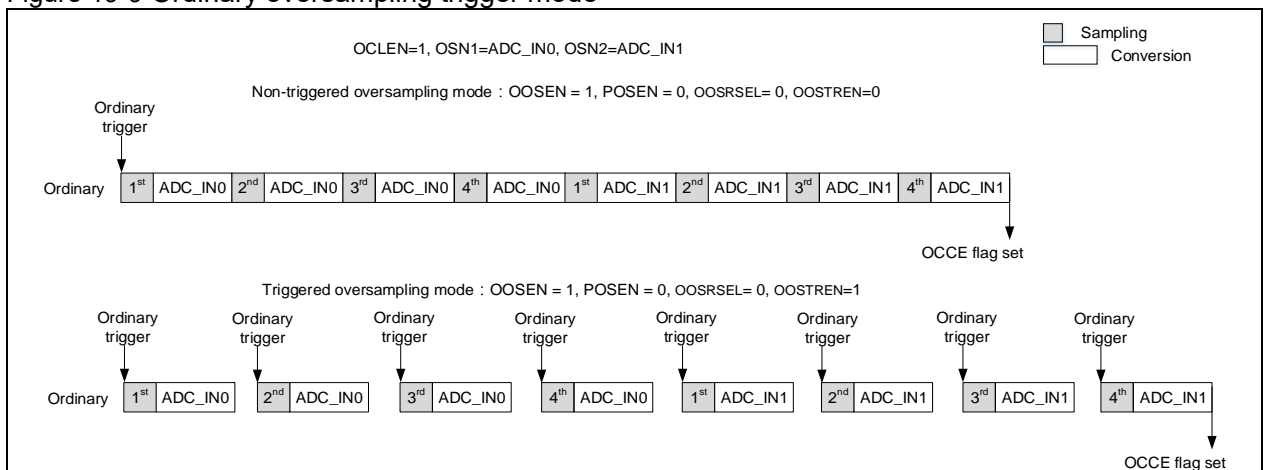 Figure Ordinary oversampling trigger mode
OCLEN=1, OSN1=ADC_IN0, OSN2=ADC_IN1
Sampling
Conversion
Non-triggered oversampling mode : OOSEN = 1, POSEN = 0, OOSRSEL= 0, OOSTREN=0
Ordinary
trigger
Ordinary 1st ADC_IN0 2nd ADC_IN0 3rd ADC_IN0 4th ADC_IN0 1st ADC_IN1 2nd ADC_IN1 3rd ADC_IN1 4th ADC_IN1
OCCE flag set
Triggered oversampling mode : OOSEN = 1, POSEN = 0, OOSRSEL= 0, OOSTREN=1
Ordinary Ordinary Ordinary Ordinary Ordinary Ordinary Ordinary Ordinary
trigger trigger trigger trigger trigger trigger trigger trigger
Ordinary 1st ADC_IN0 2nd ADC_IN0 3rd ADC_IN0 4th ADC_IN0 1st ADC_IN1 2nd ADC_IN1 3rd ADC_IN1 4th ADC_IN1
OCCE flag set